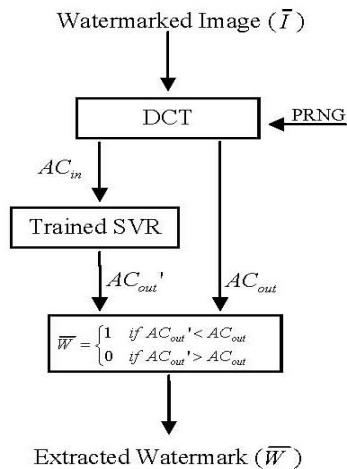 Watermarked Image (Ī)
DCT
PRNG
AC_in
Trained SVR
AC_out'
AC_out
W̅ = { 1 if AC_out' < AC_out
0 if AC_out' > AC_out
Extracted Watermark (W̅)